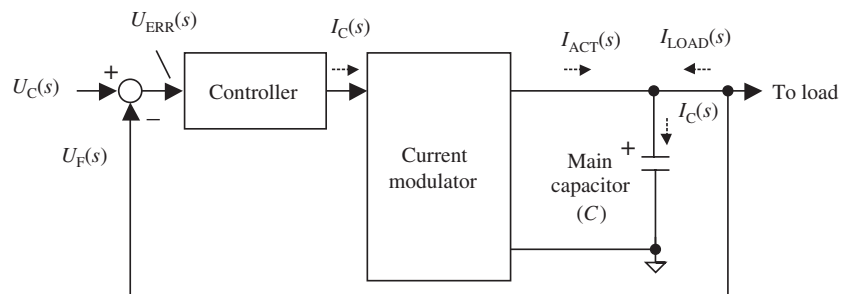 U_ERR(s)
I_C(s)
I_ACT(s)
I_LOAD(s)
+
U_C(s)
Controller
To load
−
I_C(s)
U_F(s)
Current
modulator
+
Main
capacitor
(C)